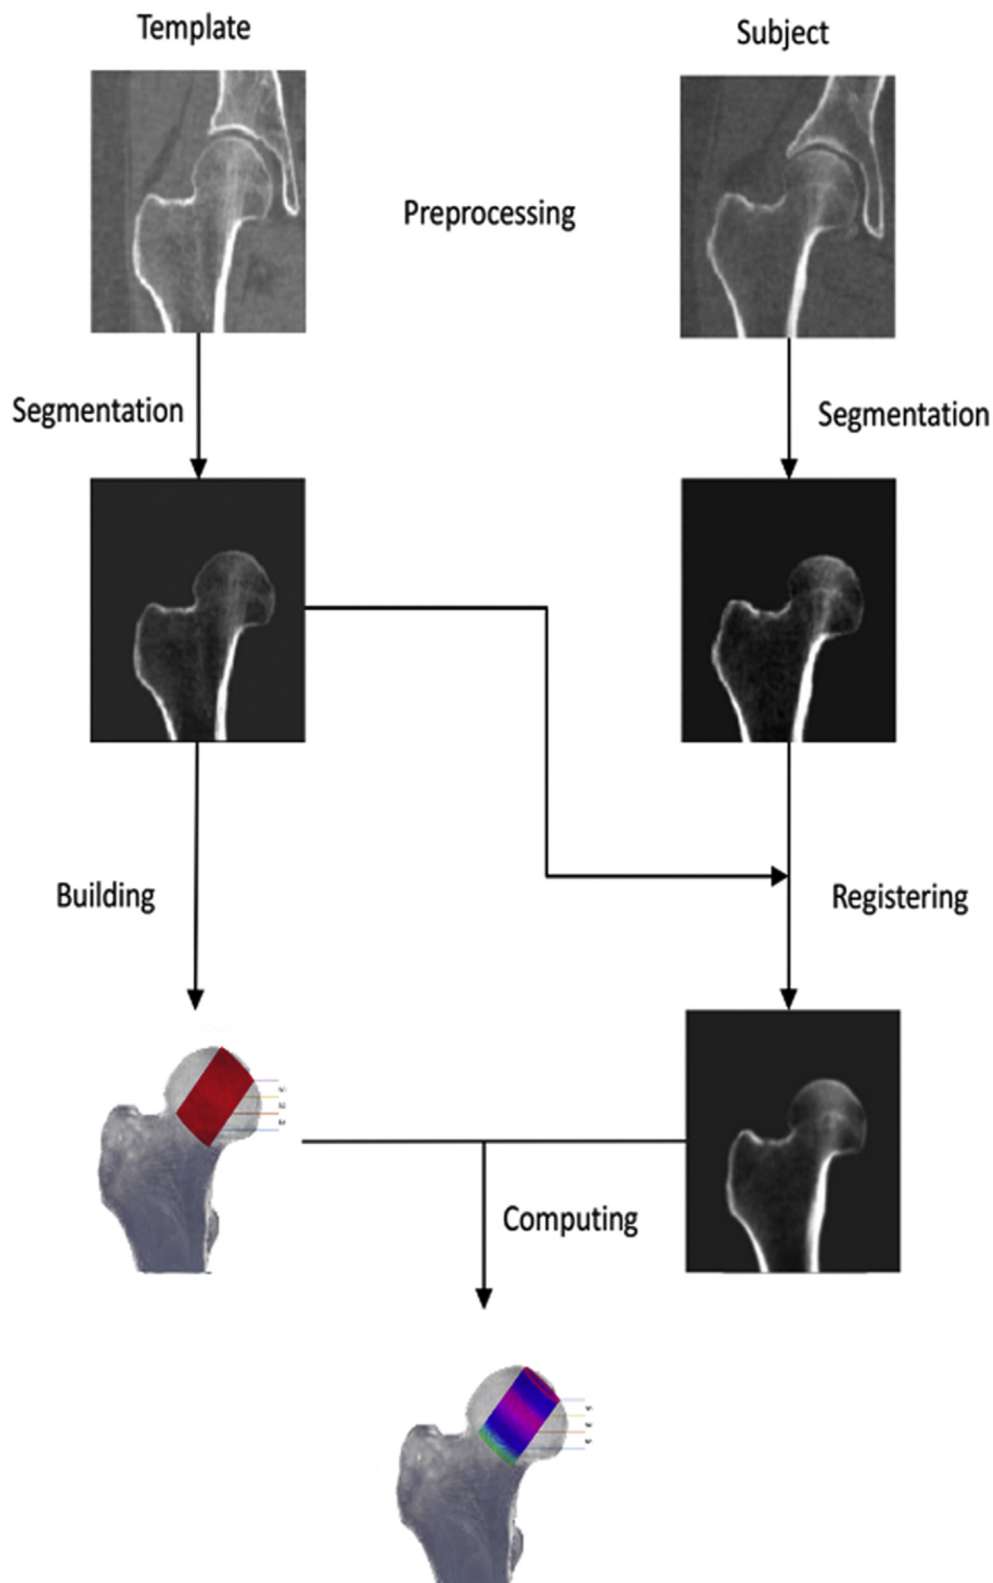 Template
Subject
Preprocessing
Segmentation
Segmentation
Building
Registering
Computing